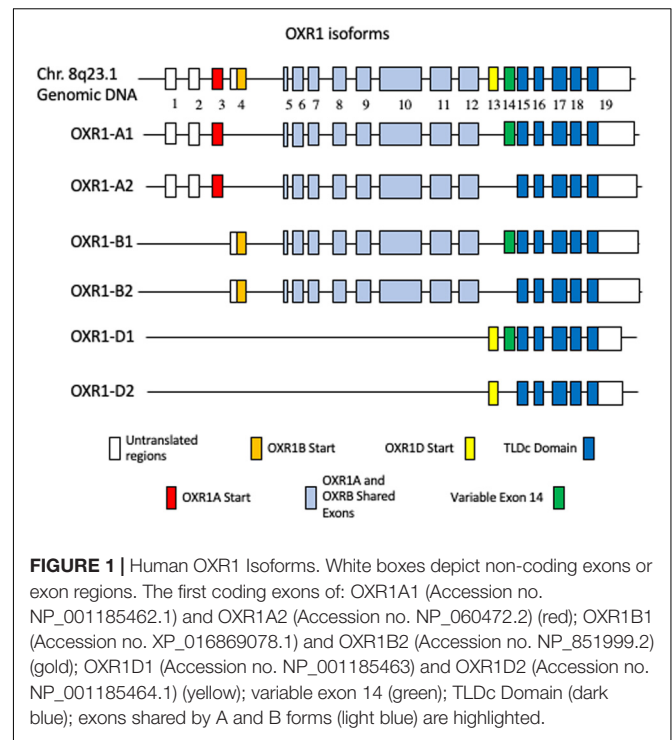 OXR1 isoforms
Chr. 8q23.1
Genomic DNA
1 2 3 4 5 6 7 8 9 10 11 12 13 14 15 16 17 18 19
OXR1-A1
OXR1-A2
OXR1-B1
OXR1-B2
OXR1-D1
OXR1-D2
Untranslated
regions
OXR1B Start
OXR1D Start
TLDc Domain
OXR1A Start
OXR1A and
OXRB Shared
Exons
Variable Exon 14
FIGURE 1 | Human OXR1 Isoforms. White boxes depict non-coding exons or
exon regions. The first coding exons of: OXR1A1 (Accession no.
NP_001185462.1) and OXR1A2 (Accession no. NP_060472.2) (red); OXR1B1
(Accession no. XP_016869078.1) and OXR1B2 (Accession no. NP_851999.2)
(gold); OXR1D1 (Accession no. NP_001185463) and OXR1D2 (Accession no.
NP_001185464.1) (yellow); variable exon 14 (green); TLDc Domain (dark
blue); exons shared by A and B forms (light blue) are highlighted.